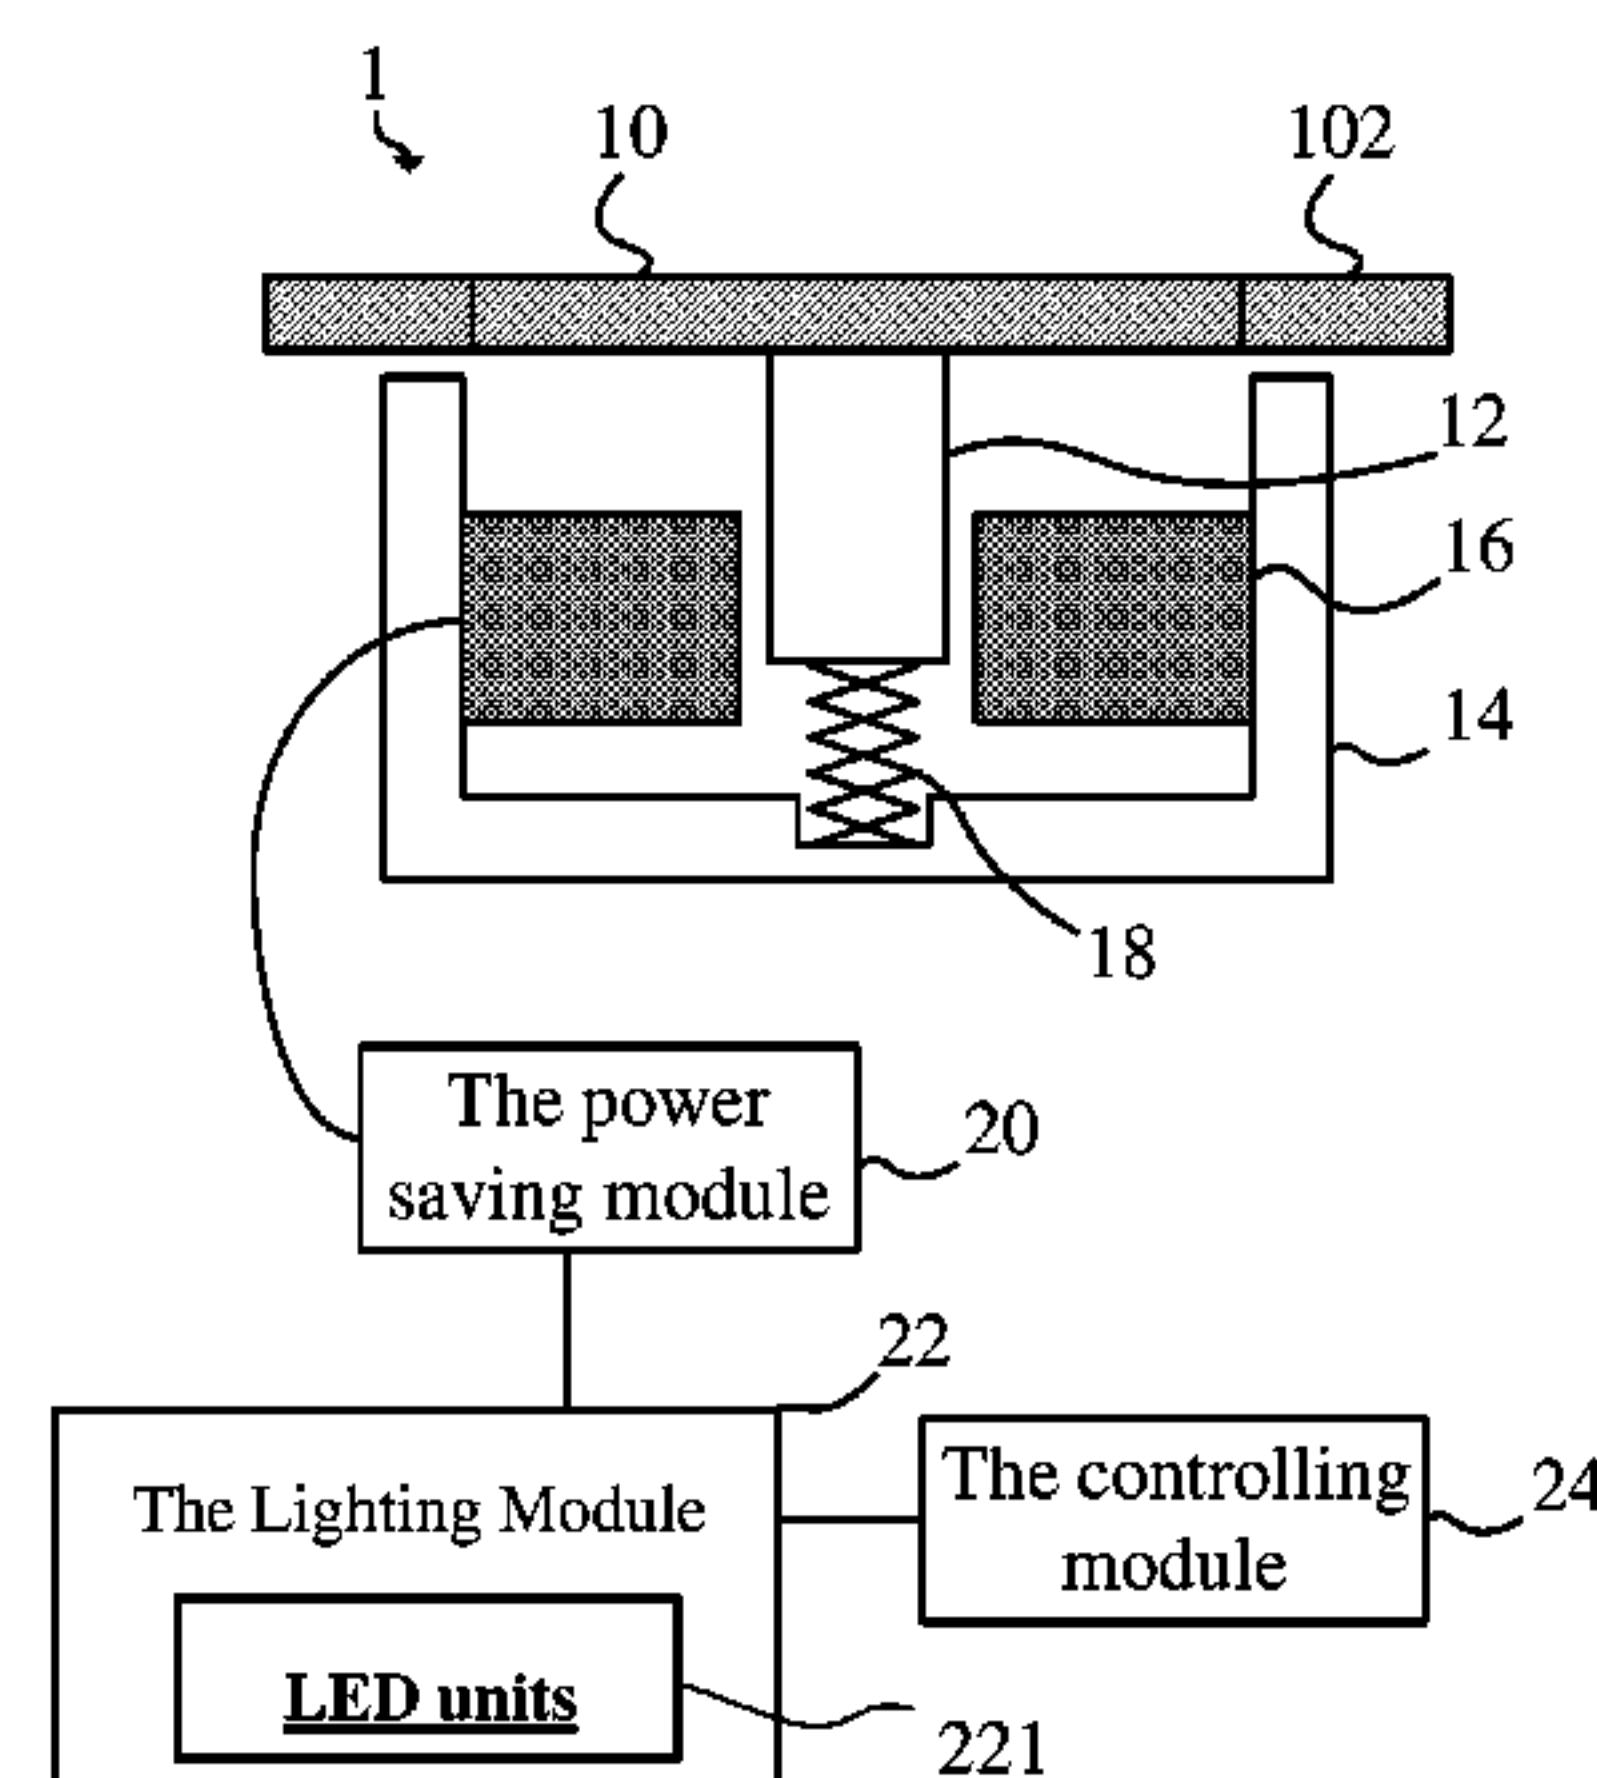 1
10
102
12
16
14
18
The power
saving module
20
22
The Lighting Module
The controlling
module
24
LED units
221